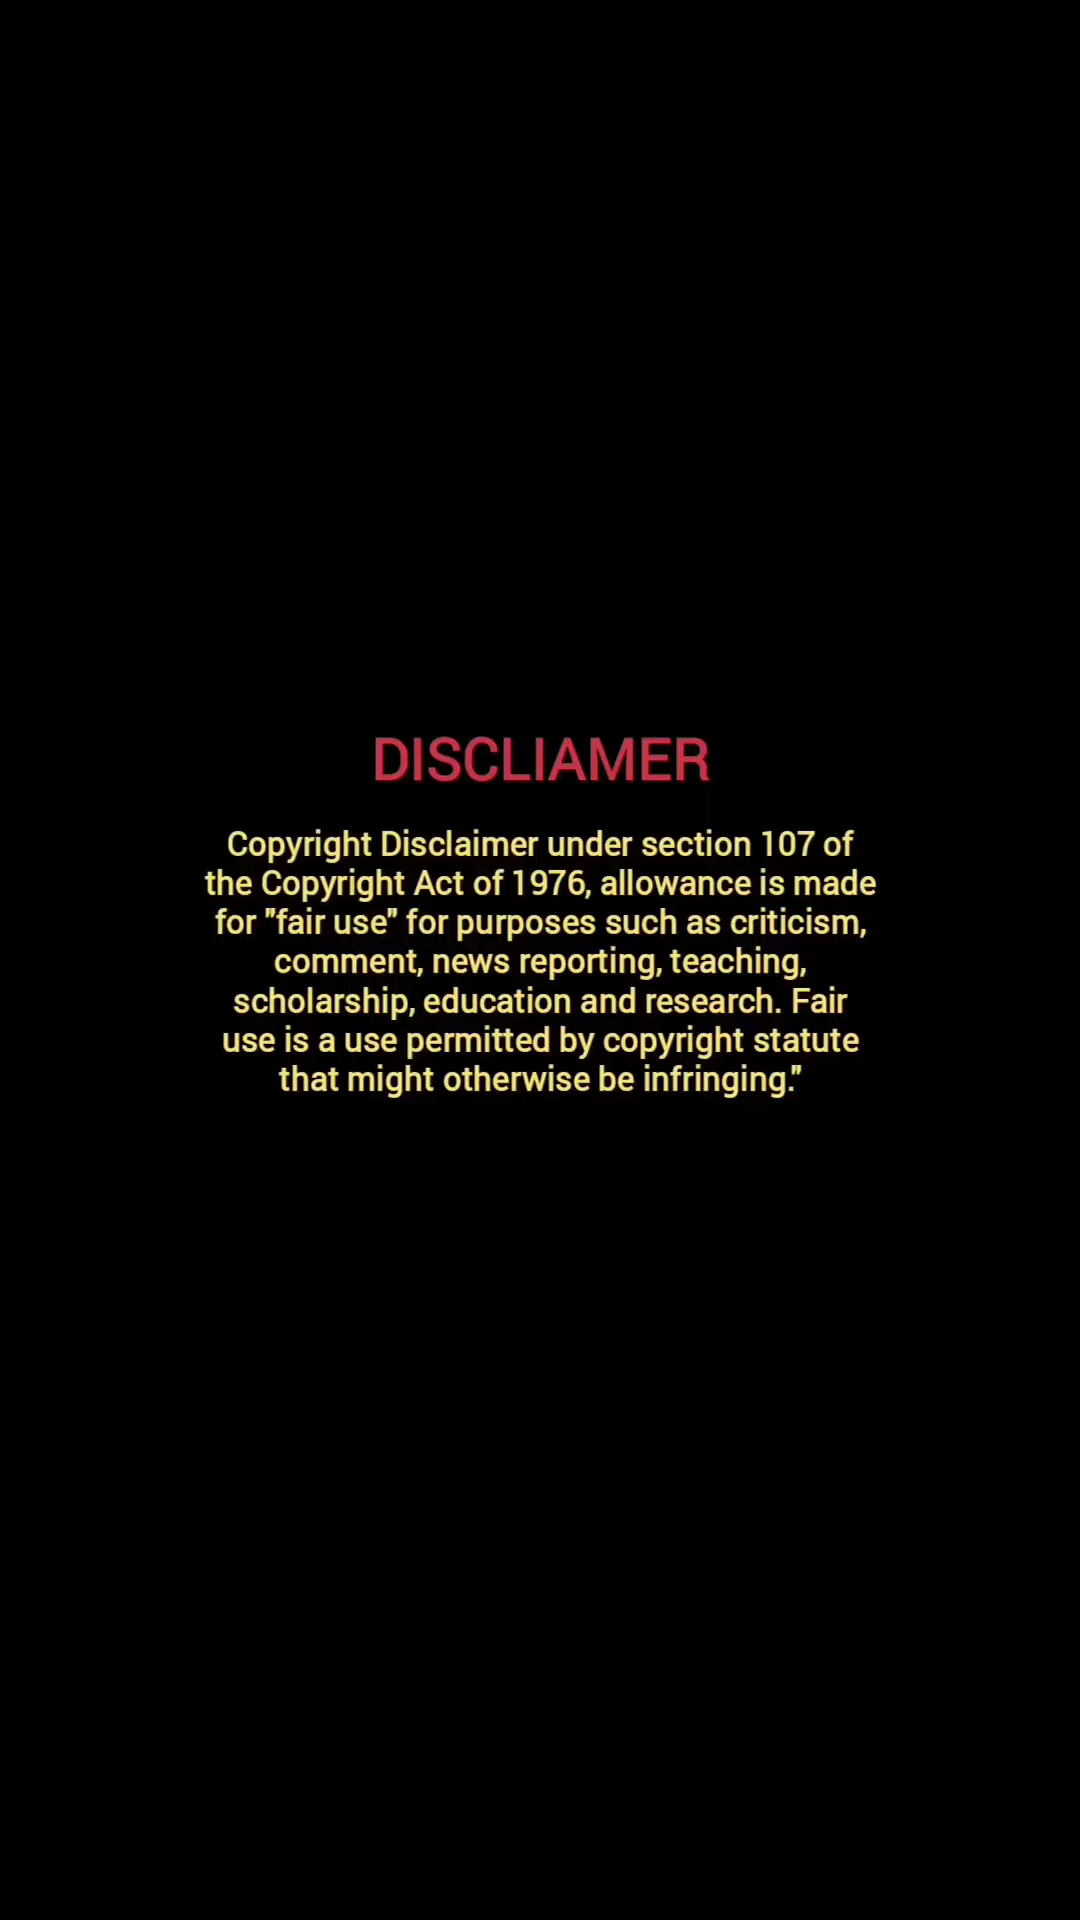 DISCLIAMER
Copyright Disclaimer under section 107 of
the Copyright Act of 1976, allowance is made
for "fair use" for purposes such as criticism,
comment, news reporting, teaching,
scholarship, education and research. Fair
use is a use permitted by copyright statute
that might otherwise be infringing."